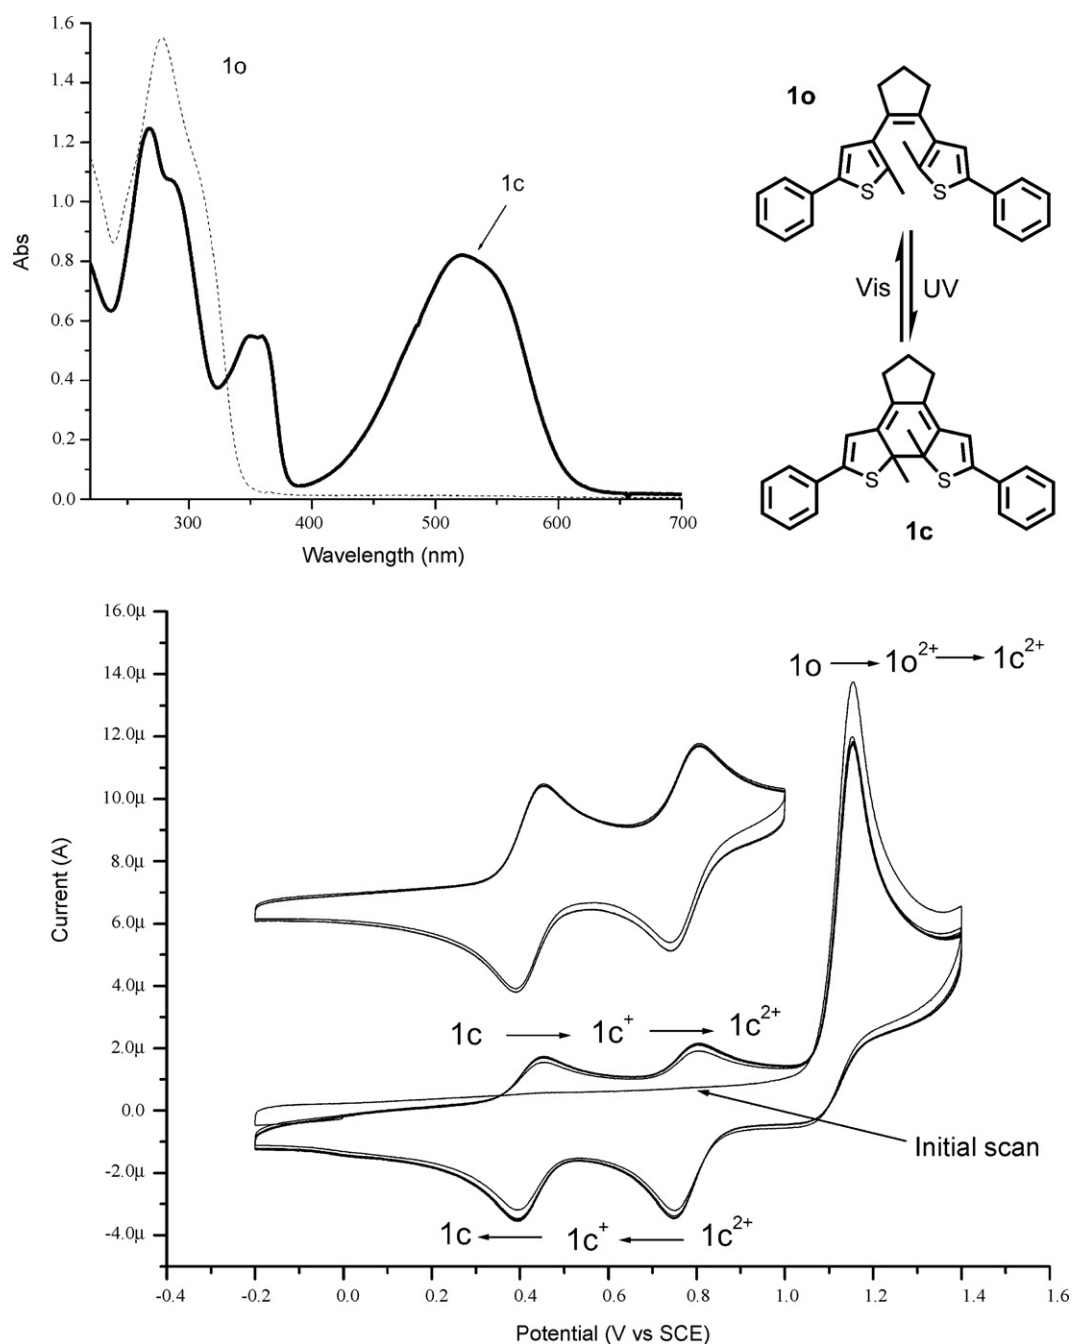 1.6
1.4
1.2
1.0
0.8
0.6
0.4
0.2
0.0
Abs
1o
1c
300 400 500 600 700
Wavelength (nm)
1o
S S
Vis UV
S S
1c
16.0μ
14.0μ
12.0μ
10.0μ
8.0μ
6.0μ
4.0μ
2.0μ
0.0
-2.0μ
-4.0μ
Current (A)
1o 1o2+ 1c2+
1c 1c+ 1c2+
Initial scan
1c 1c+ 1c2+
-0.4 -0.2 0.0 0.2 0.4 0.6 0.8 1.0 1.2 1.4 1.6
Potential (V vs SCE)